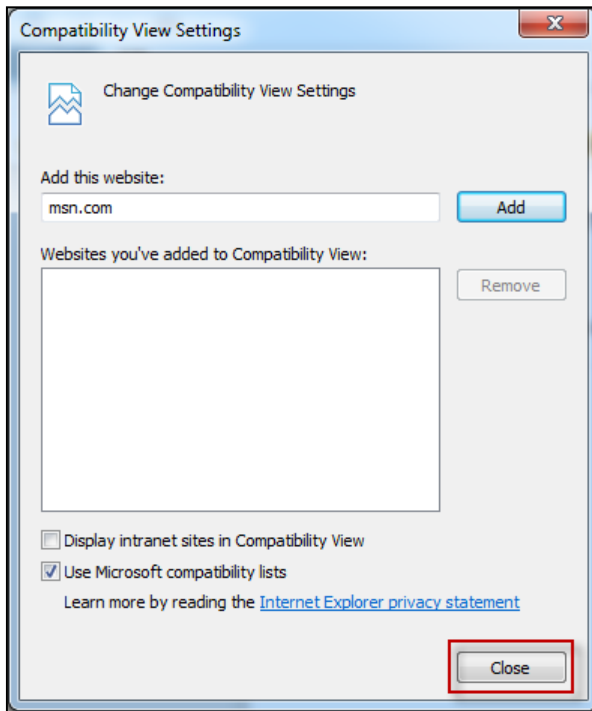 Compatibility View Settings
Change Compatibility View Settings
Add this website:
msn.com
Add
Websites you've added to Compatibility View:
Remove
Display intranet sites in Compatibility View
Use Microsoft compatibility lists
Learn more by reading the Internet Explorer privacy statement
Close